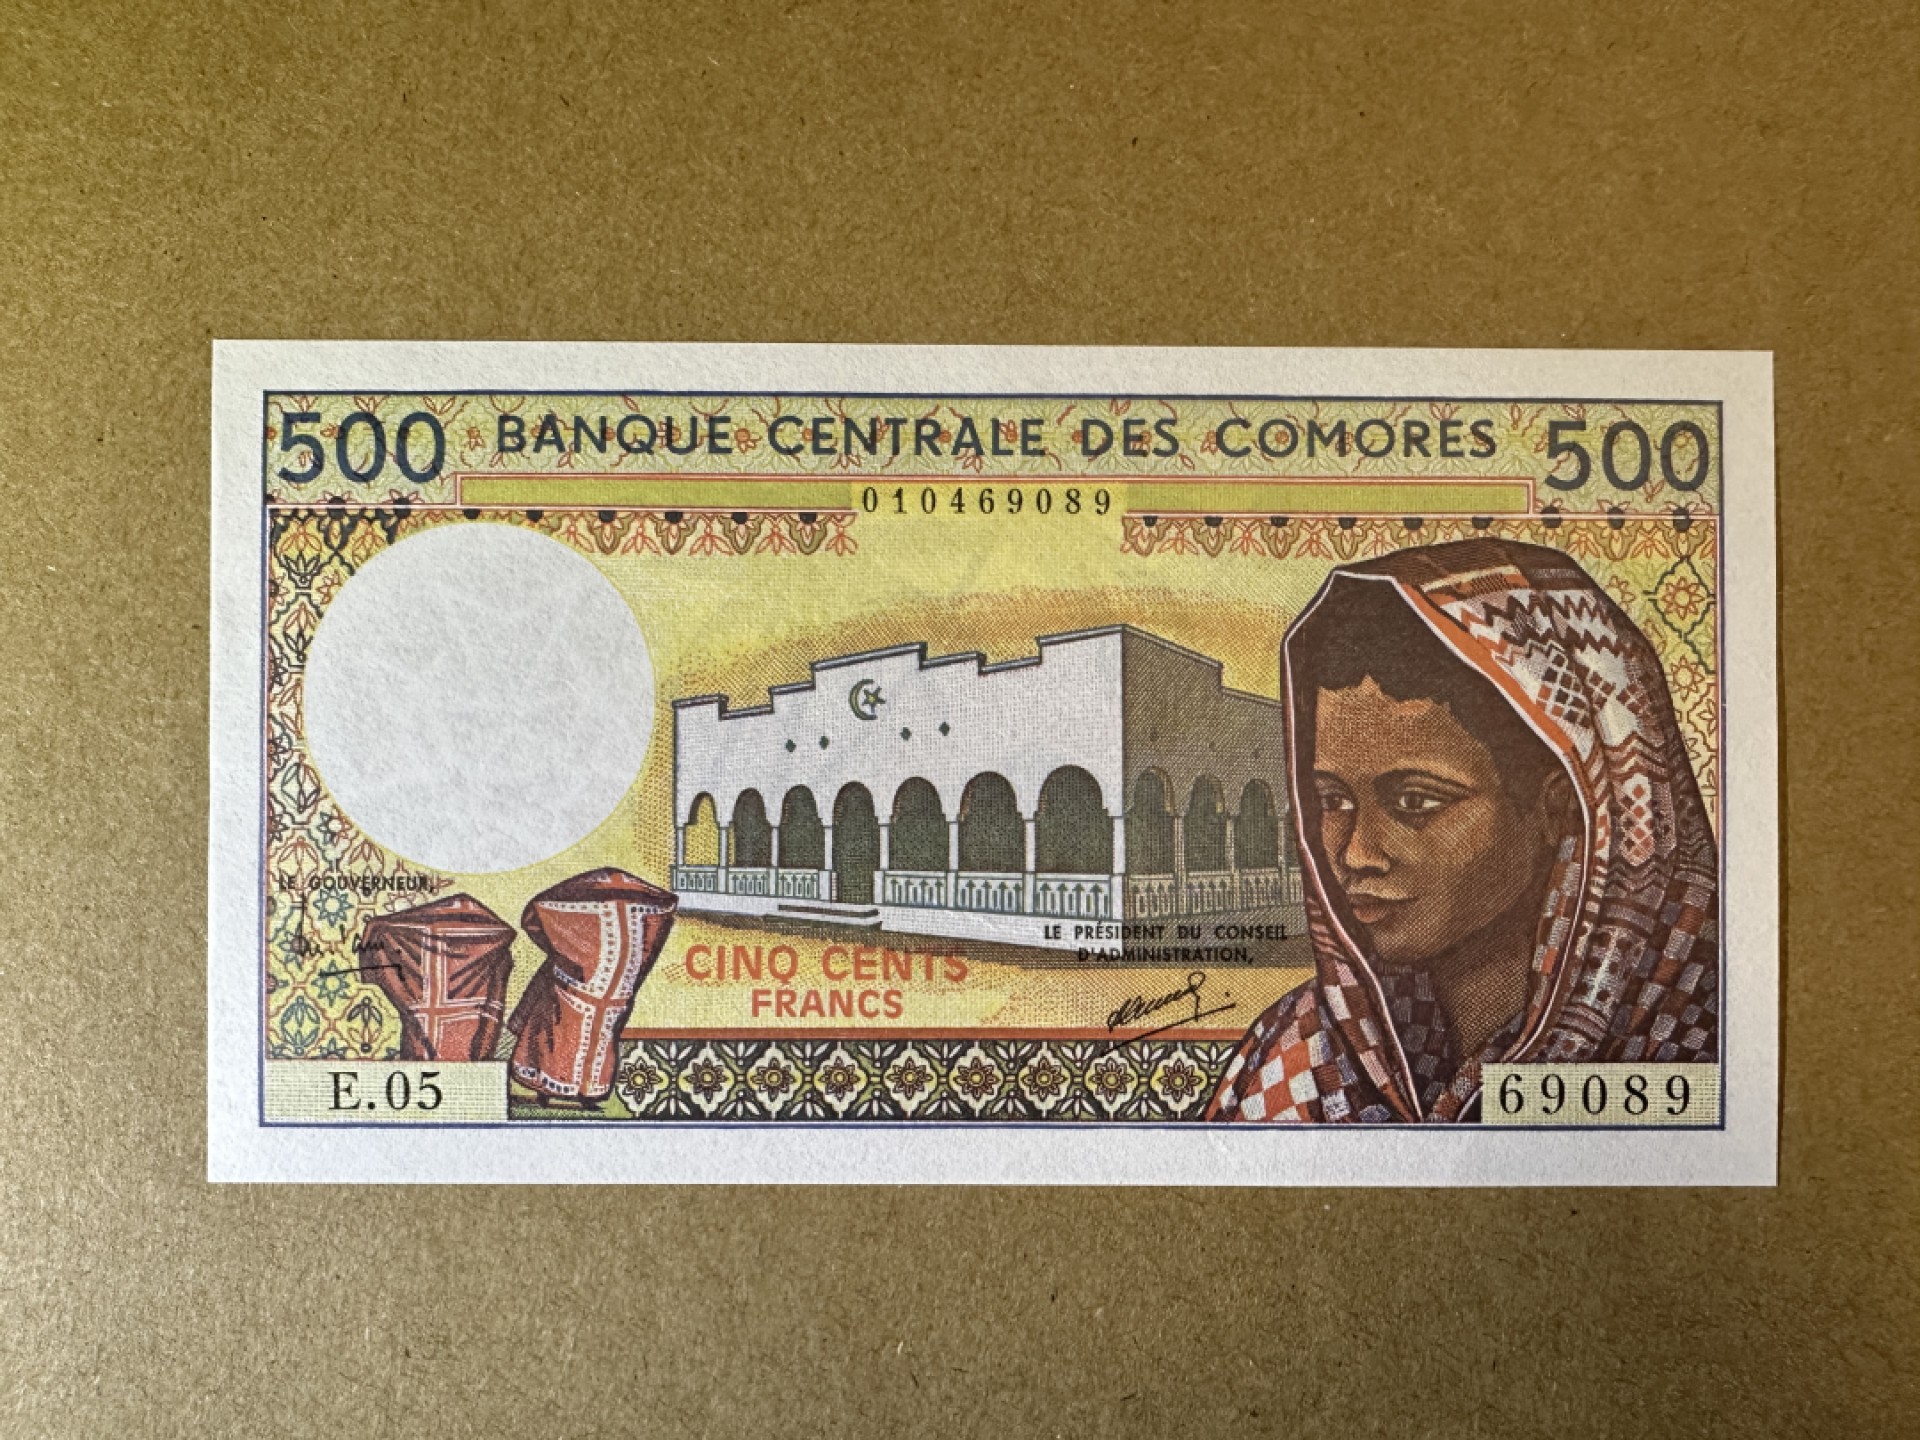 500 BANQUE CENTRALE DES COMORES 500
010469089
LE GOUVERNEUR,
CINQ CENTS
FRANCS
LE PRÉSIDENT DU CONSEIL
D'ADMINISTRATION,
E.05
69089